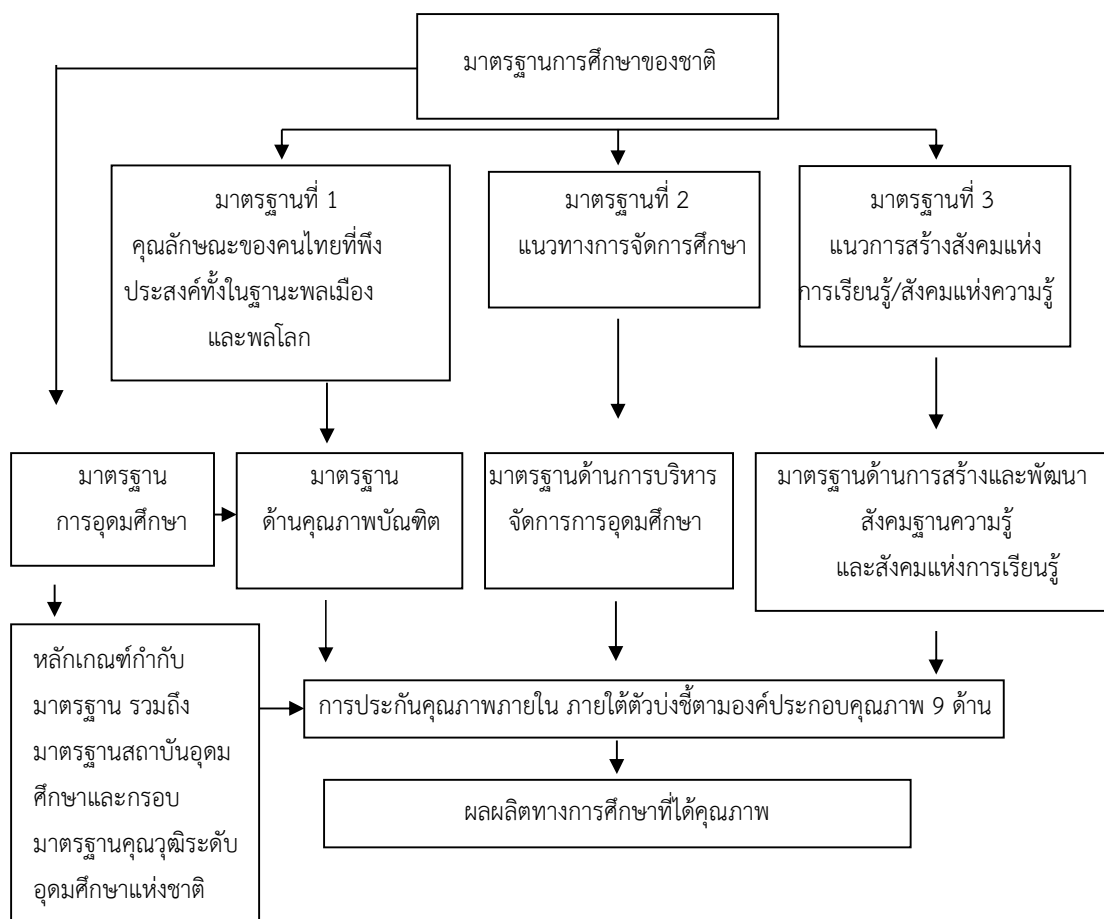 มาตรฐานการศึกษาของชาติ
มาตรฐานที่ 1
คุณลักษณะของคนไทยที่พึง
ประสงค์ทั้งในฐานะพลเมือง
และพลโลก
มาตรฐานที่ 2
แนวทางการจัดการศึกษา
มาตรฐานที่ 3
แนวการสร้างสังคมแห่ง
การเรียนรู้/สังคมแห่งความรู้
มาตรฐาน
การอุดมศึกษา
มาตรฐาน
ด้านคุณภาพบัณฑิต
มาตรฐานด้านการบริหาร
จัดการการอุดมศึกษา
มาตรฐานด้านการสร้างและพัฒนา
สังคมฐานความรู้
และสังคมแห่งการเรียนรู้
หลักเกณฑ์กำกับ
มาตรฐาน รวมถึง
มาตรฐานสถาบันอุดม
ศึกษาและกรอบ
มาตรฐานคุณวุฒิระดับ
อุดมศึกษาแห่งชาติ
การประกันคุณภาพภายใน ภายใต้ตัวบ่งชี้ตามองค์ประกอบคุณภาพ 9 ด้าน
ผลผลิตทางการศึกษาที่ได้คุณภาพ